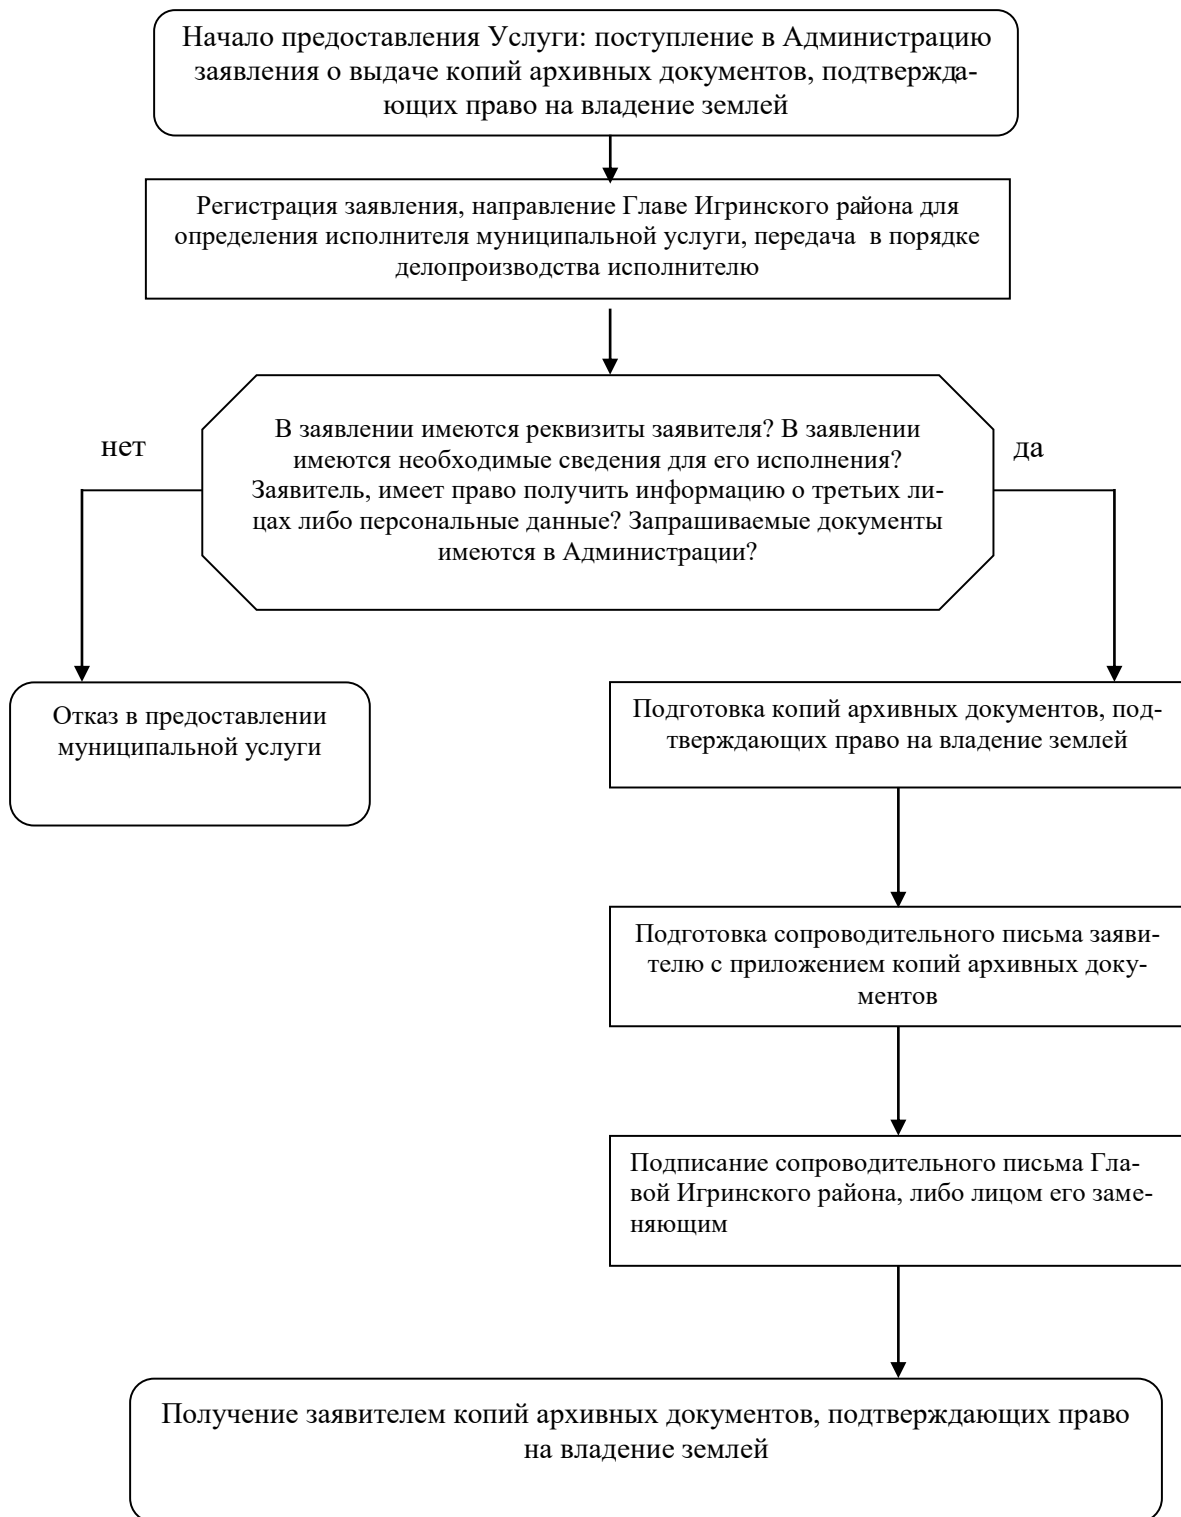 Начало предоставления Услуги: поступление в Администрацию
заявления о выдаче копий архивных документов, подтвержда-
ющих право на владение землей
Регистрация заявления, направление Главе Игринского района для
определения исполнителя муниципальной услуги, передача в порядке
делопроизводства исполнителю
нет
В заявлении имеются реквизиты заявителя? В заявлении
имеются необходимые сведения для его исполнения?
Заявитель, имеет право получить информацию о третьих ли-
цах либо персональные данные? Запрашиваемые документы
имеются в Администрации?
да
Отказ в предоставлении
муниципальной услуги
Подготовка копий архивных документов, под-
тверждающих право на владение землей
Подготовка сопроводительного письма заяви-
телю с приложением копий архивных доку-
ментов
Подписание сопроводительного письма Гла-
вой Игринского района, либо лицом его заме-
няющим
Получение заявителем копий архивных документов, подтверждающих право
на владение землей